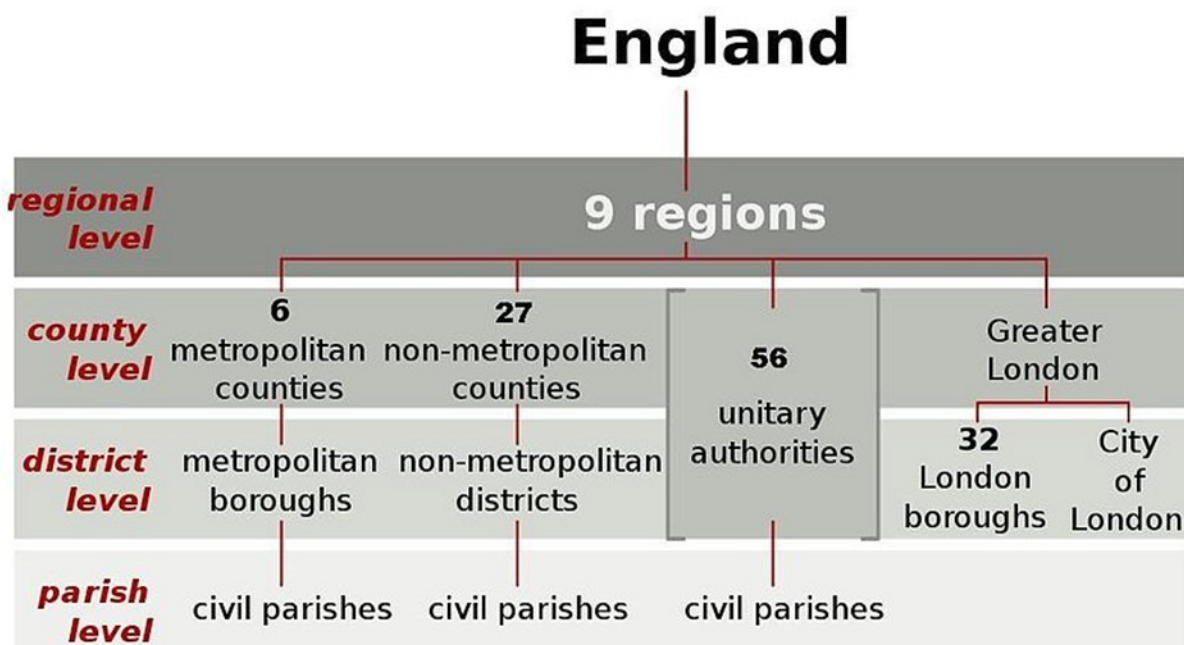 England
regional
level
9 regions
county
level
6
metropolitan
counties
27
non-metropolitan
counties
56
unitary
authorities
Greater
London
district
level
metropolitan
boroughs
non-metropolitan
districts
32
London
boroughs
City
of
London
parish
level
civil parishes
civil parishes
civil parishes